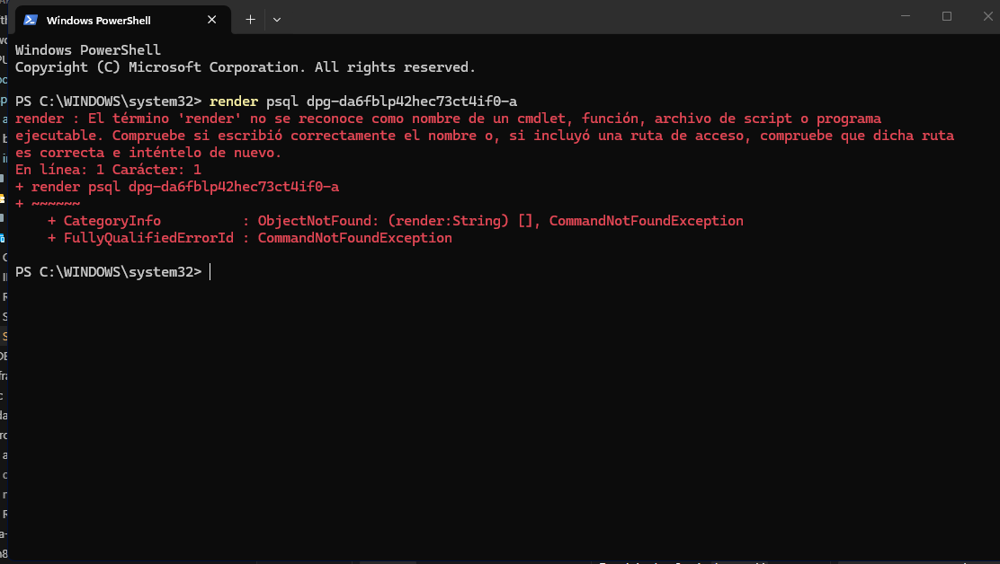 Windows PowerShell
Windows PowerShell
Copyright (C) Microsoft Corporation. All rights reserved.
PS C:\WINDOWS\system32> render psql dpg-da6fblp42hec73ct4if0-a
render : El término 'render' no se reconoce como nombre de un cmdlet, función, archivo de script o programa
ejecutable. Compruebe si escribió correctamente el nombre o, si incluyó una ruta de acceso, compruebe que dicha ruta
es correcta e inténtelo de nuevo.
En línea: 1 Carácter: 1
+ render psql dpg-da6fblp42hec73ct4if0-a
+ ~~~~~~
    + CategoryInfo          : ObjectNotFound: (render:String) [], CommandNotFoundException
    + FullyQualifiedErrorId : CommandNotFoundException
PS C:\WINDOWS\system32>